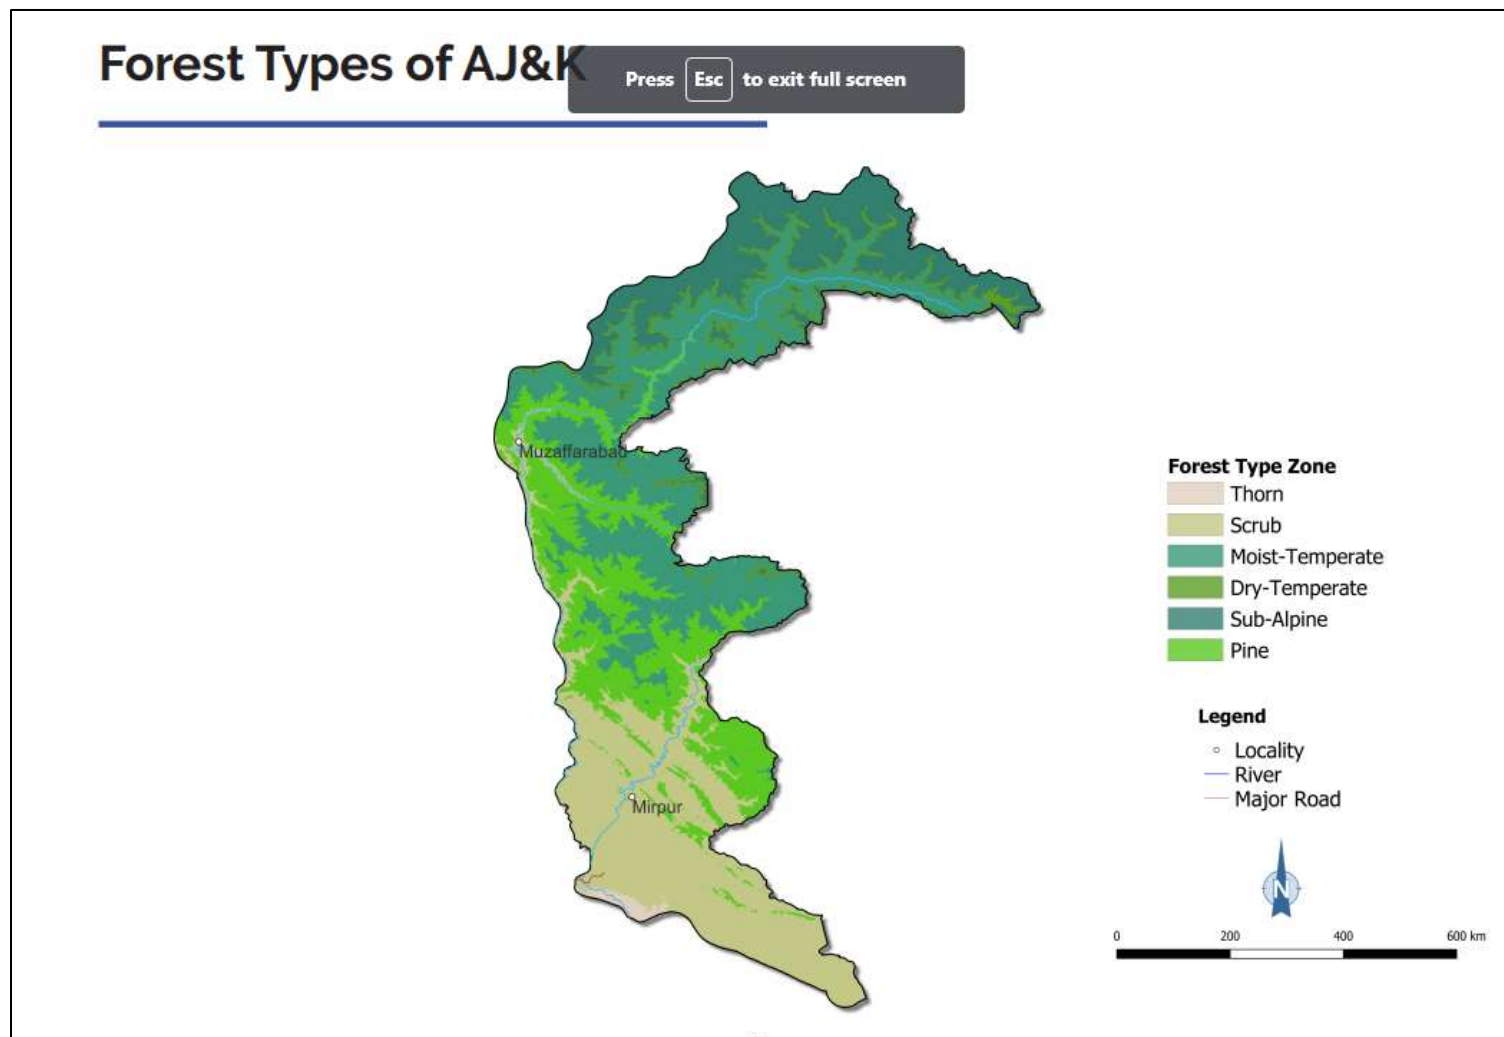 Forest Types of AJ&K
Press Esc to exit full screen
Muzaffarabad
Mirpur
Forest Type Zone
Thorn
Scrub
Moist-Temperate
Dry-Temperate
Sub-Alpine
Pine
Legend
Locality
River
Major Road
N
0 200 400 600 km